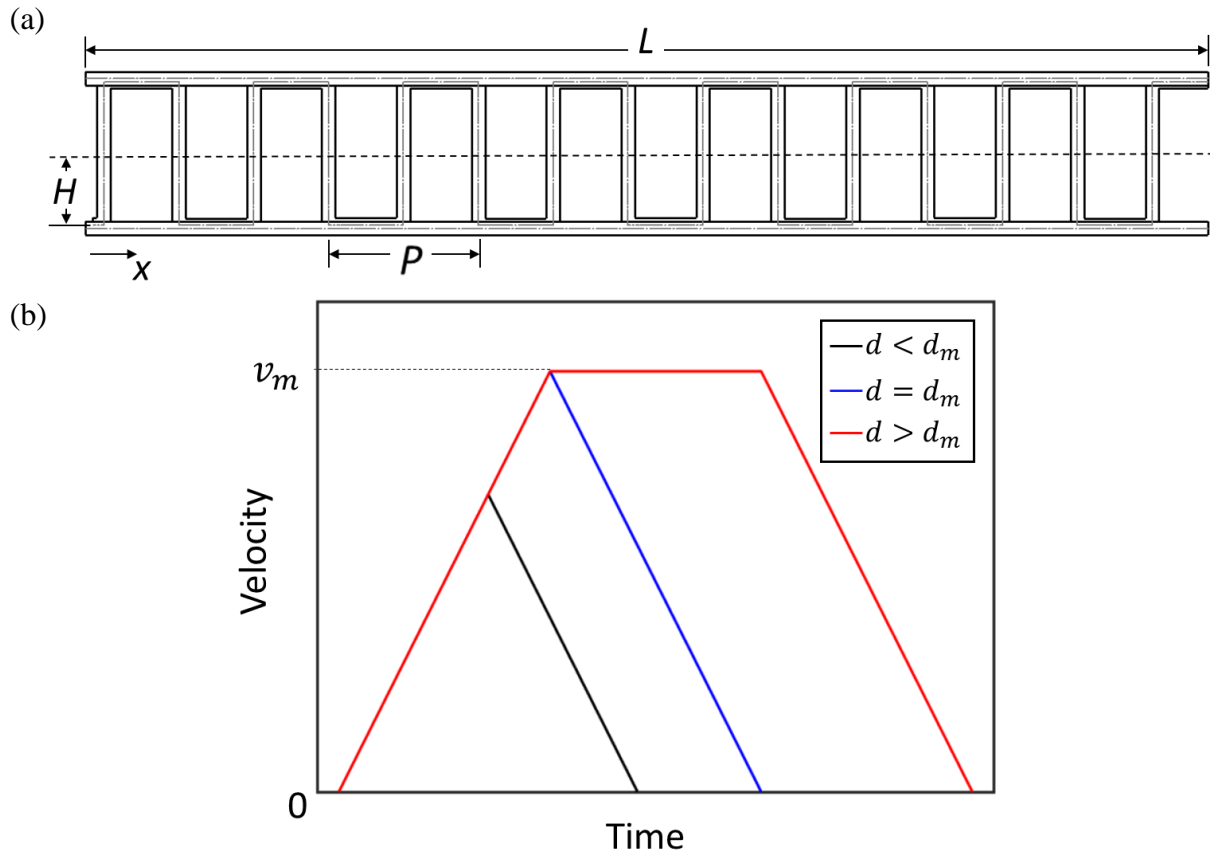 (a)
L
H
x
P
(b)
v_m
d < d_m
d = d_m
d > d_m
Velocity
0
Time